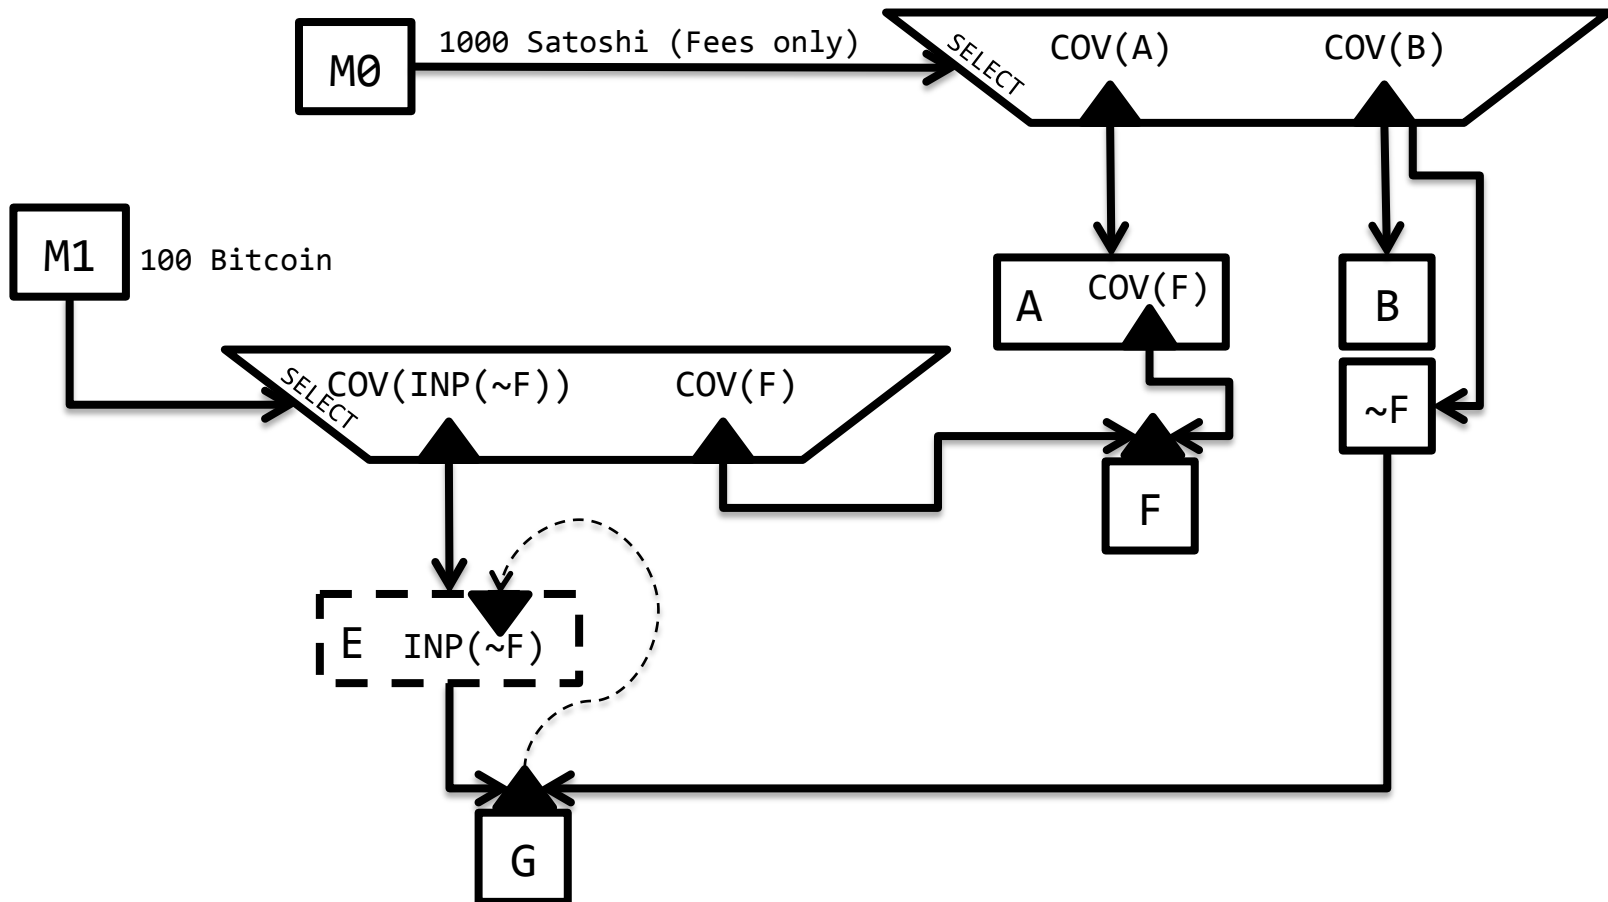 M0
1000 Satoshi (Fees only)
SELECT
COV(A)
COV(B)
M1
100 Bitcoin
A
COV(F)
B
SELECT
COV(INP(~F))
COV(F)
~F
F
E
INP(~F)
G